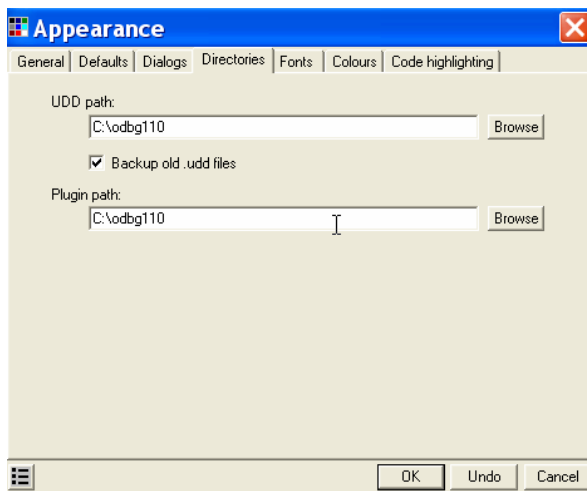 Appearance
General Defaults Dialogs Directories Fonts Colours Code highlighting
UDD path:
C:\odbg110 Browse
Backup old .udd files
Plugin path:
C:\odbg110 Browse
OK Undo Cancel